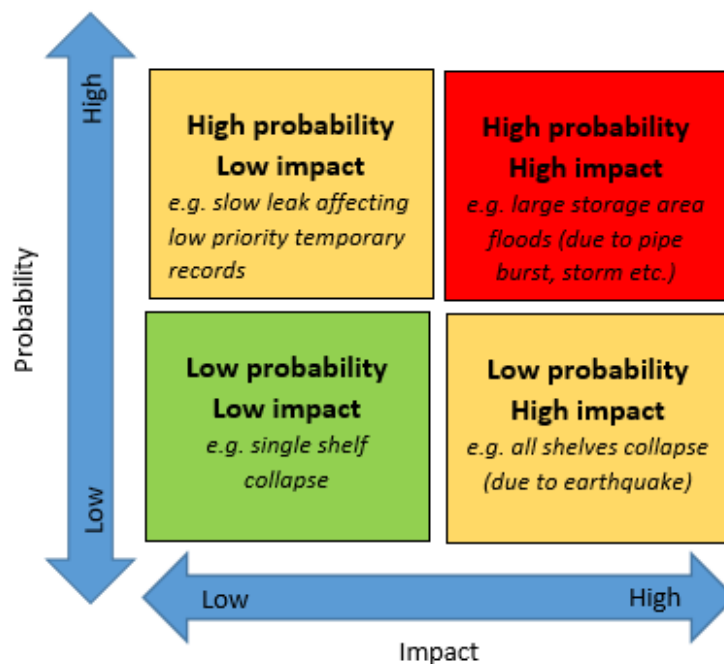 High
High probability
Low impact
e.g. slow leak affecting
low priority temporary
records
High probability
High impact
e.g. large storage area
floods (due to pipe
burst, storm etc.)
Probability
Low probability
Low impact
e.g. single shelf
collapse
Low probability
High impact
e.g. all shelves collapse
(due to earthquake)
Low
Low
High
Impact